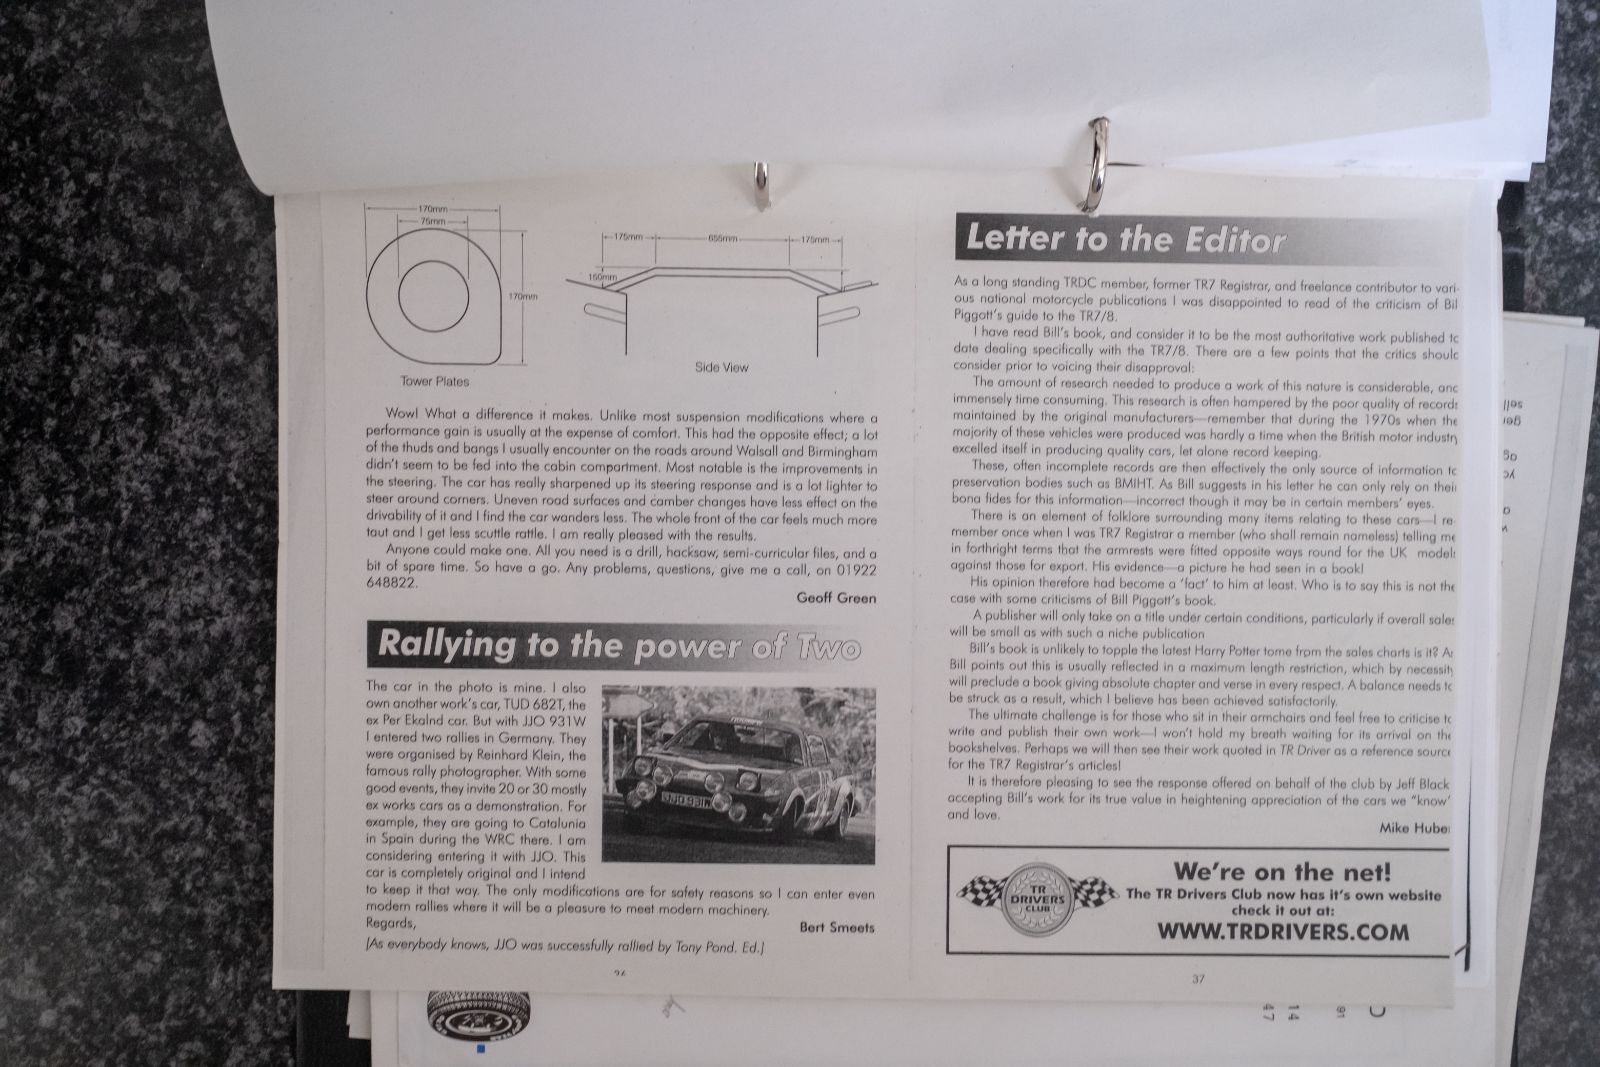 170mm
75mm
170mm
Tower Plates
175mm
655mm
175mm
150mm
Side View
Wow! What a difference it makes. Unlike most suspension modifications where a
performance gain is usually at the expense of comfort. This had the opposite effect; a lot
of the thuds and bangs I usually encounter on the roads around Walsall and Birmingham
didn't seem to be fed into the cabin compartment. Most notable is the improvements in
the steering. The car has really sharpened up its steering response and is a lot lighter to
steer around corners. Uneven road surfaces and camber changes have less effect on the
drivability of it and I find the car wanders less. The whole front of the car feels much more
taut and I get less scuttle rattle. I am really pleased with the results.
Anyone could make one. All you need is a drill, hacksaw, semi-curricular files, and a
bit of spare time. So have a go. Any problems, questions, give me a call, on 01922
648822.
Geoff Green
Rallying to the power of Two
The car in the photo is mine. I also
own another work's car, TUD 682T, the
ex Per Ekalnd car. But with JJO 931W
I entered two rallies in Germany. They
were organised by Reinhard Klein, the
famous rally photographer. With some
good events, they invite 20 or 30 mostly
ex works cars as a demonstration. For
example, they are going to Catalunia
in Spain during the WRC there. I am
considering entering it with JJO. This
car is completely original and I intend
to keep it that way. The only modifications are for safety reasons so I can enter even
modern rallies where it will be a pleasure to meet modern machinery.
Regards,
Bert Smeets
[As everybody knows, JJO was successfully rallied by Tony Pond. Ed.]
Letter to the Editor
As a long standing TRDC member, former TR7 Registrar, and freelance contributor to vari-
ous national motorcycle publications I was disappointed to read of the criticism of Bil
Piggott's guide to the TR7/8.
I have read Bill's book, and consider it to be the most authoritative work published to
date dealing specifically with the TR7/8. There are a few points that the critics should
consider prior to voicing their disapproval:
The amount of research needed to produce a work of this nature is considerable, and
immensely time consuming. This research is often hampered by the poor quality of records
maintained by the original manufacturers—remember that during the 1970s when the
majority of these vehicles were produced was hardly a time when the British motor industry
excelled itself in producing quality cars, let alone record keeping.
These, often incomplete records are then effectively the only source of information to
preservation bodies such as BMIHT. As Bill suggests in his letter he can only rely on their
bona fides for this information—incorrect though it may be in certain members' eyes.
There is an element of folklore surrounding many items relating to these cars—I re-
member once when I was TR7 Registrar a member (who shall remain nameless) telling me
in forthright terms that the armrests were fitted opposite ways round for the UK models
against those for export. His evidence—a picture he had seen in a book!
His opinion therefore had become a 'fact' to him at least. Who is to say this is not the
case with some criticisms of Bill Piggott's book.
A publisher will only take on a title under certain conditions, particularly if overall sales
will be small as with such a niche publication
Bill's book is unlikely to topple the latest Harry Potter tome from the sales charts is it? As
Bill points out this is usually reflected in a maximum length restriction, which by necessity
will preclude a book giving absolute chapter and verse in every respect. A balance needs to
be struck as a result, which I believe has been achieved satisfactorily.
The ultimate challenge is for those who sit in their armchairs and feel free to criticise to
write and publish their own work—I won't hold my breath waiting for its arrival on the
bookshelves. Perhaps we will then see their work quoted in TR Driver as a reference source
for the TR7 Registrar's articles!
It is therefore pleasing to see the response offered on behalf of the club by Jeff Black
accepting Bill's work for its true value in heightening appreciation of the cars we "know'
and love.
Mike Huber
TR
DRIVERS
CLUB
We're on the net!
The TR Drivers Club now has it's own website
check it out at:
WWW.TRDRIVERS.COM
37
47
14
91